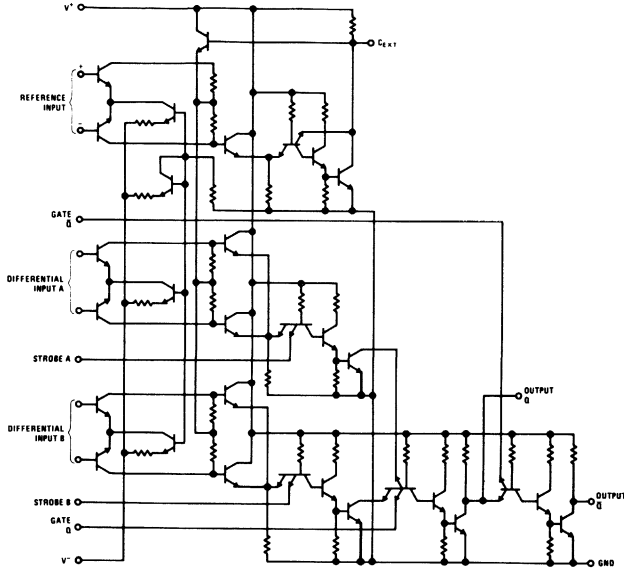 V+
CEXT
+
REFERENCE
INPUT
−
GATE
Q̅
DIFFERENTIAL
INPUT A
STROBE A
OUTPUT
Q
DIFFERENTIAL
INPUT B
STROBE B
OUTPUT
Q̅
GATE
Q
V−
GND